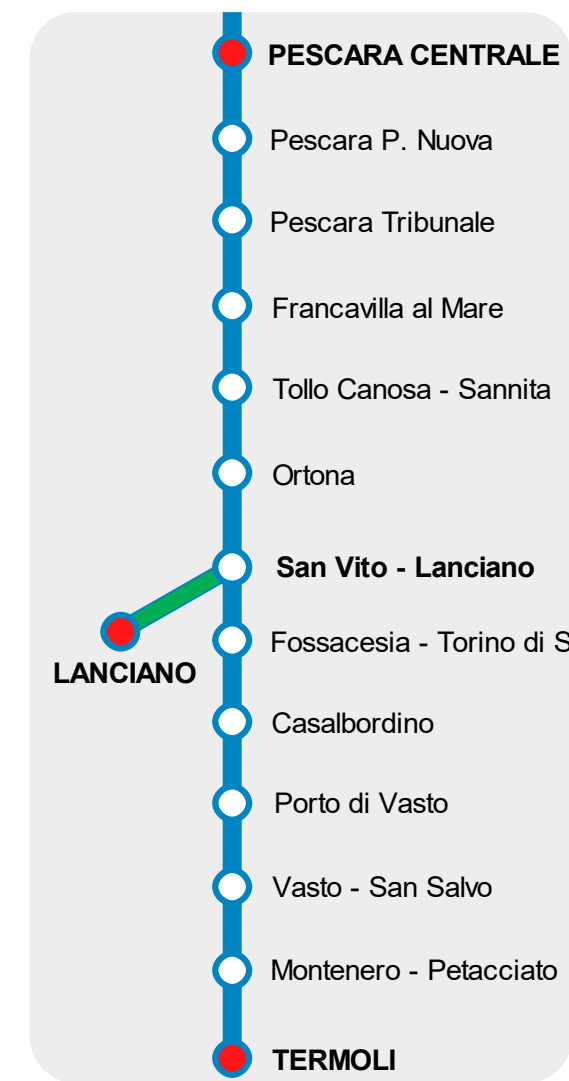 PESCARA CENTRALE
Pescara P. Nuova
Pescara Tribunale
Francavilla al Mare
Tollo Canosa - Sannita
Ortona
San Vito - Lanciano
LANCIANO
Fossacesia - Torino di
Casalbordino
Porto di Vasto
Vasto - San Salvo
Montenero - Petacciato
TERMOLI